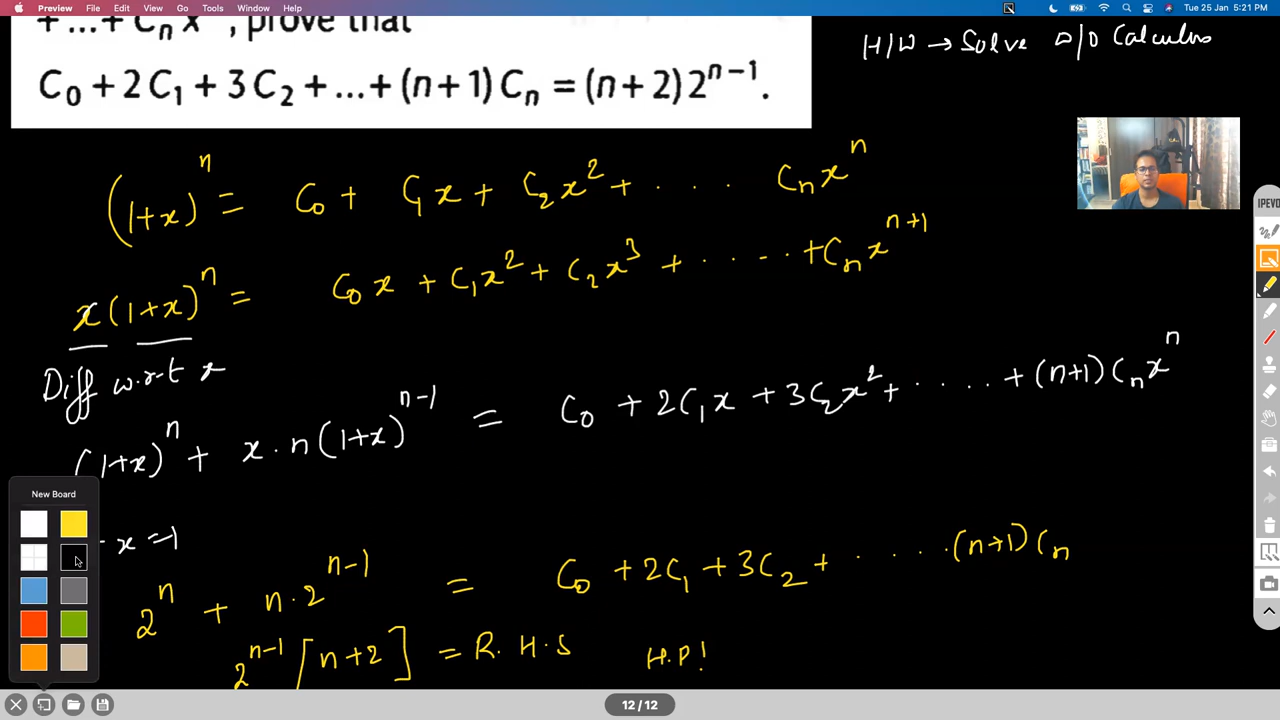 Preview File Edit View Go Tools Window Help Tue 25 Jan 5:21 PM
+...+ Cₙ xⁿ, prove that
C₀ + 2C₁ + 3C₂ + ... + (n+1) Cₙ = (n+2) 2ⁿ⁻¹.
H/W → Solve Calculus
(1+x)ⁿ = C₀ + C₁x + C₂x² + . . . Cₙxⁿ
x(1+x)ⁿ = C₀x + C₁x² + C₂x³ + . . . . . + Cₙxⁿ⁺¹
Diff w.r.t x
(1+x)ⁿ + x · n(1+x)ⁿ⁻¹ = C₀ + 2C₁x + 3C₂x² + . . . . . + (n+1) Cₙxⁿ
x=1
2ⁿ + n · 2ⁿ⁻¹ = C₀ + 2C₁ + 3C₂ + . . . . . (n+1) Cₙ
2ⁿ⁻¹ [n+2] = R.H.S H.P!
New Board
12 / 12
IPEVO